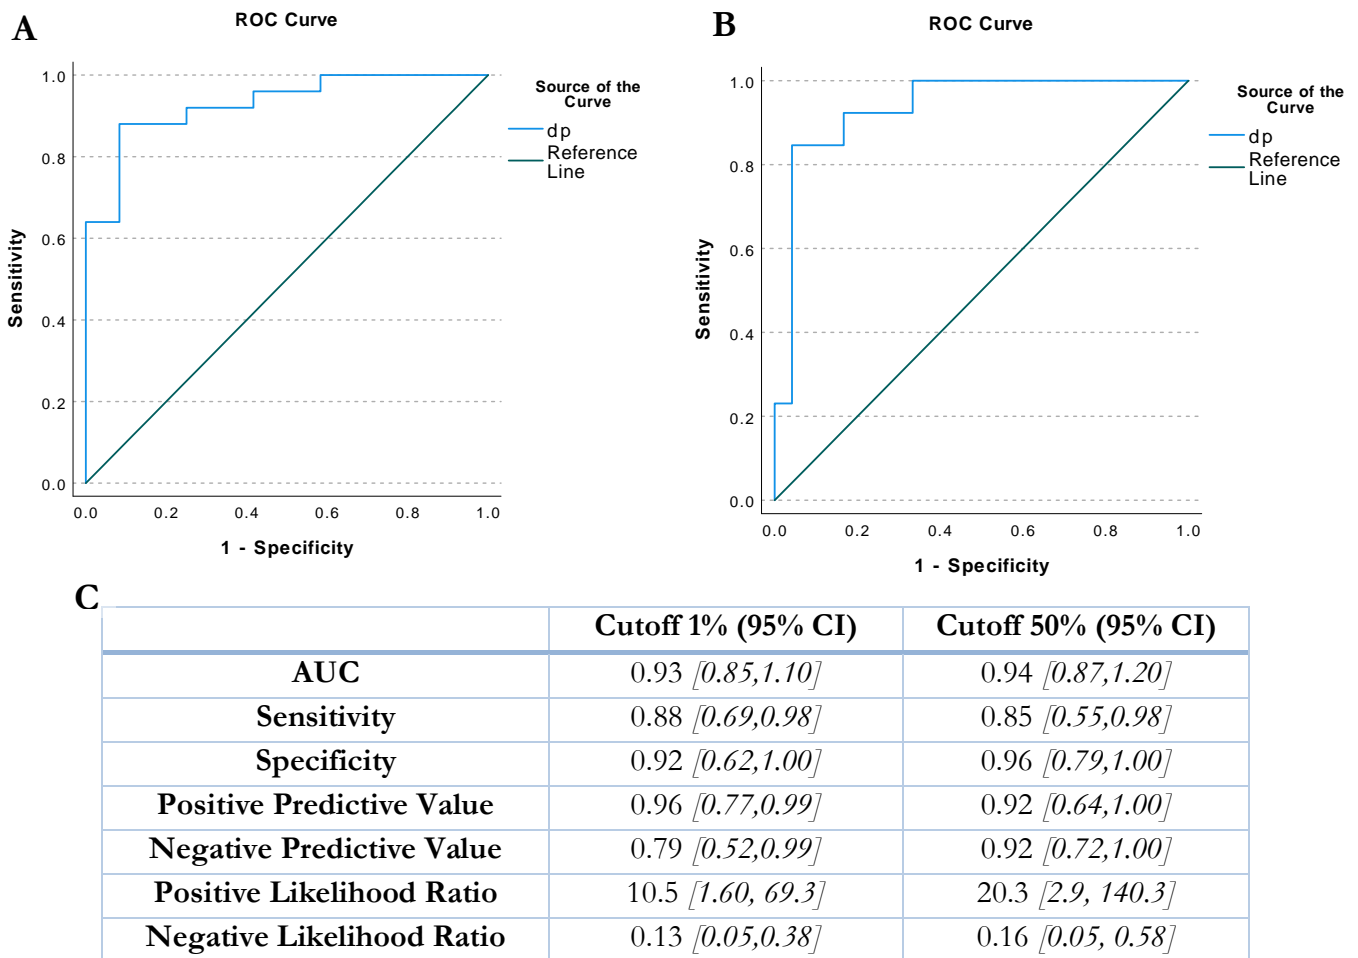 A
ROC Curve
1.0
0.8
0.6
0.4
0.2
0.0
Sensitivity
0.0 0.2 0.4 0.6 0.8 1.0
1 - Specificity
Source of the
Curve
dp
Reference
Line
B
ROC Curve
1.0
0.8
0.6
0.4
0.2
0.0
Sensitivity
0.0 0.2 0.4 0.6 0.8 1.0
1 - Specificity
Source of the
Curve
dp
Reference
Line
C
Cutoff 1% (95% CI) Cutoff 50% (95% CI)
AUC 0.93 [0.85,1.10] 0.94 [0.87,1.20]
Sensitivity 0.88 [0.69,0.98] 0.85 [0.55,0.98]
Specificity 0.92 [0.62,1.00] 0.96 [0.79,1.00]
Positive Predictive Value 0.96 [0.77,0.99] 0.92 [0.64,1.00]
Negative Predictive Value 0.79 [0.52,0.99] 0.92 [0.72,1.00]
Positive Likelihood Ratio 10.5 [1.60, 69.3] 20.3 [2.9, 140.3]
Negative Likelihood Ratio 0.13 [0.05,0.38] 0.16 [0.05, 0.58]